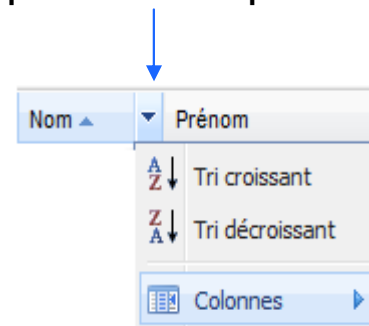 Nom Prénom
A
Z Tri croissant
Z
A Tri décroissant
Colonnes